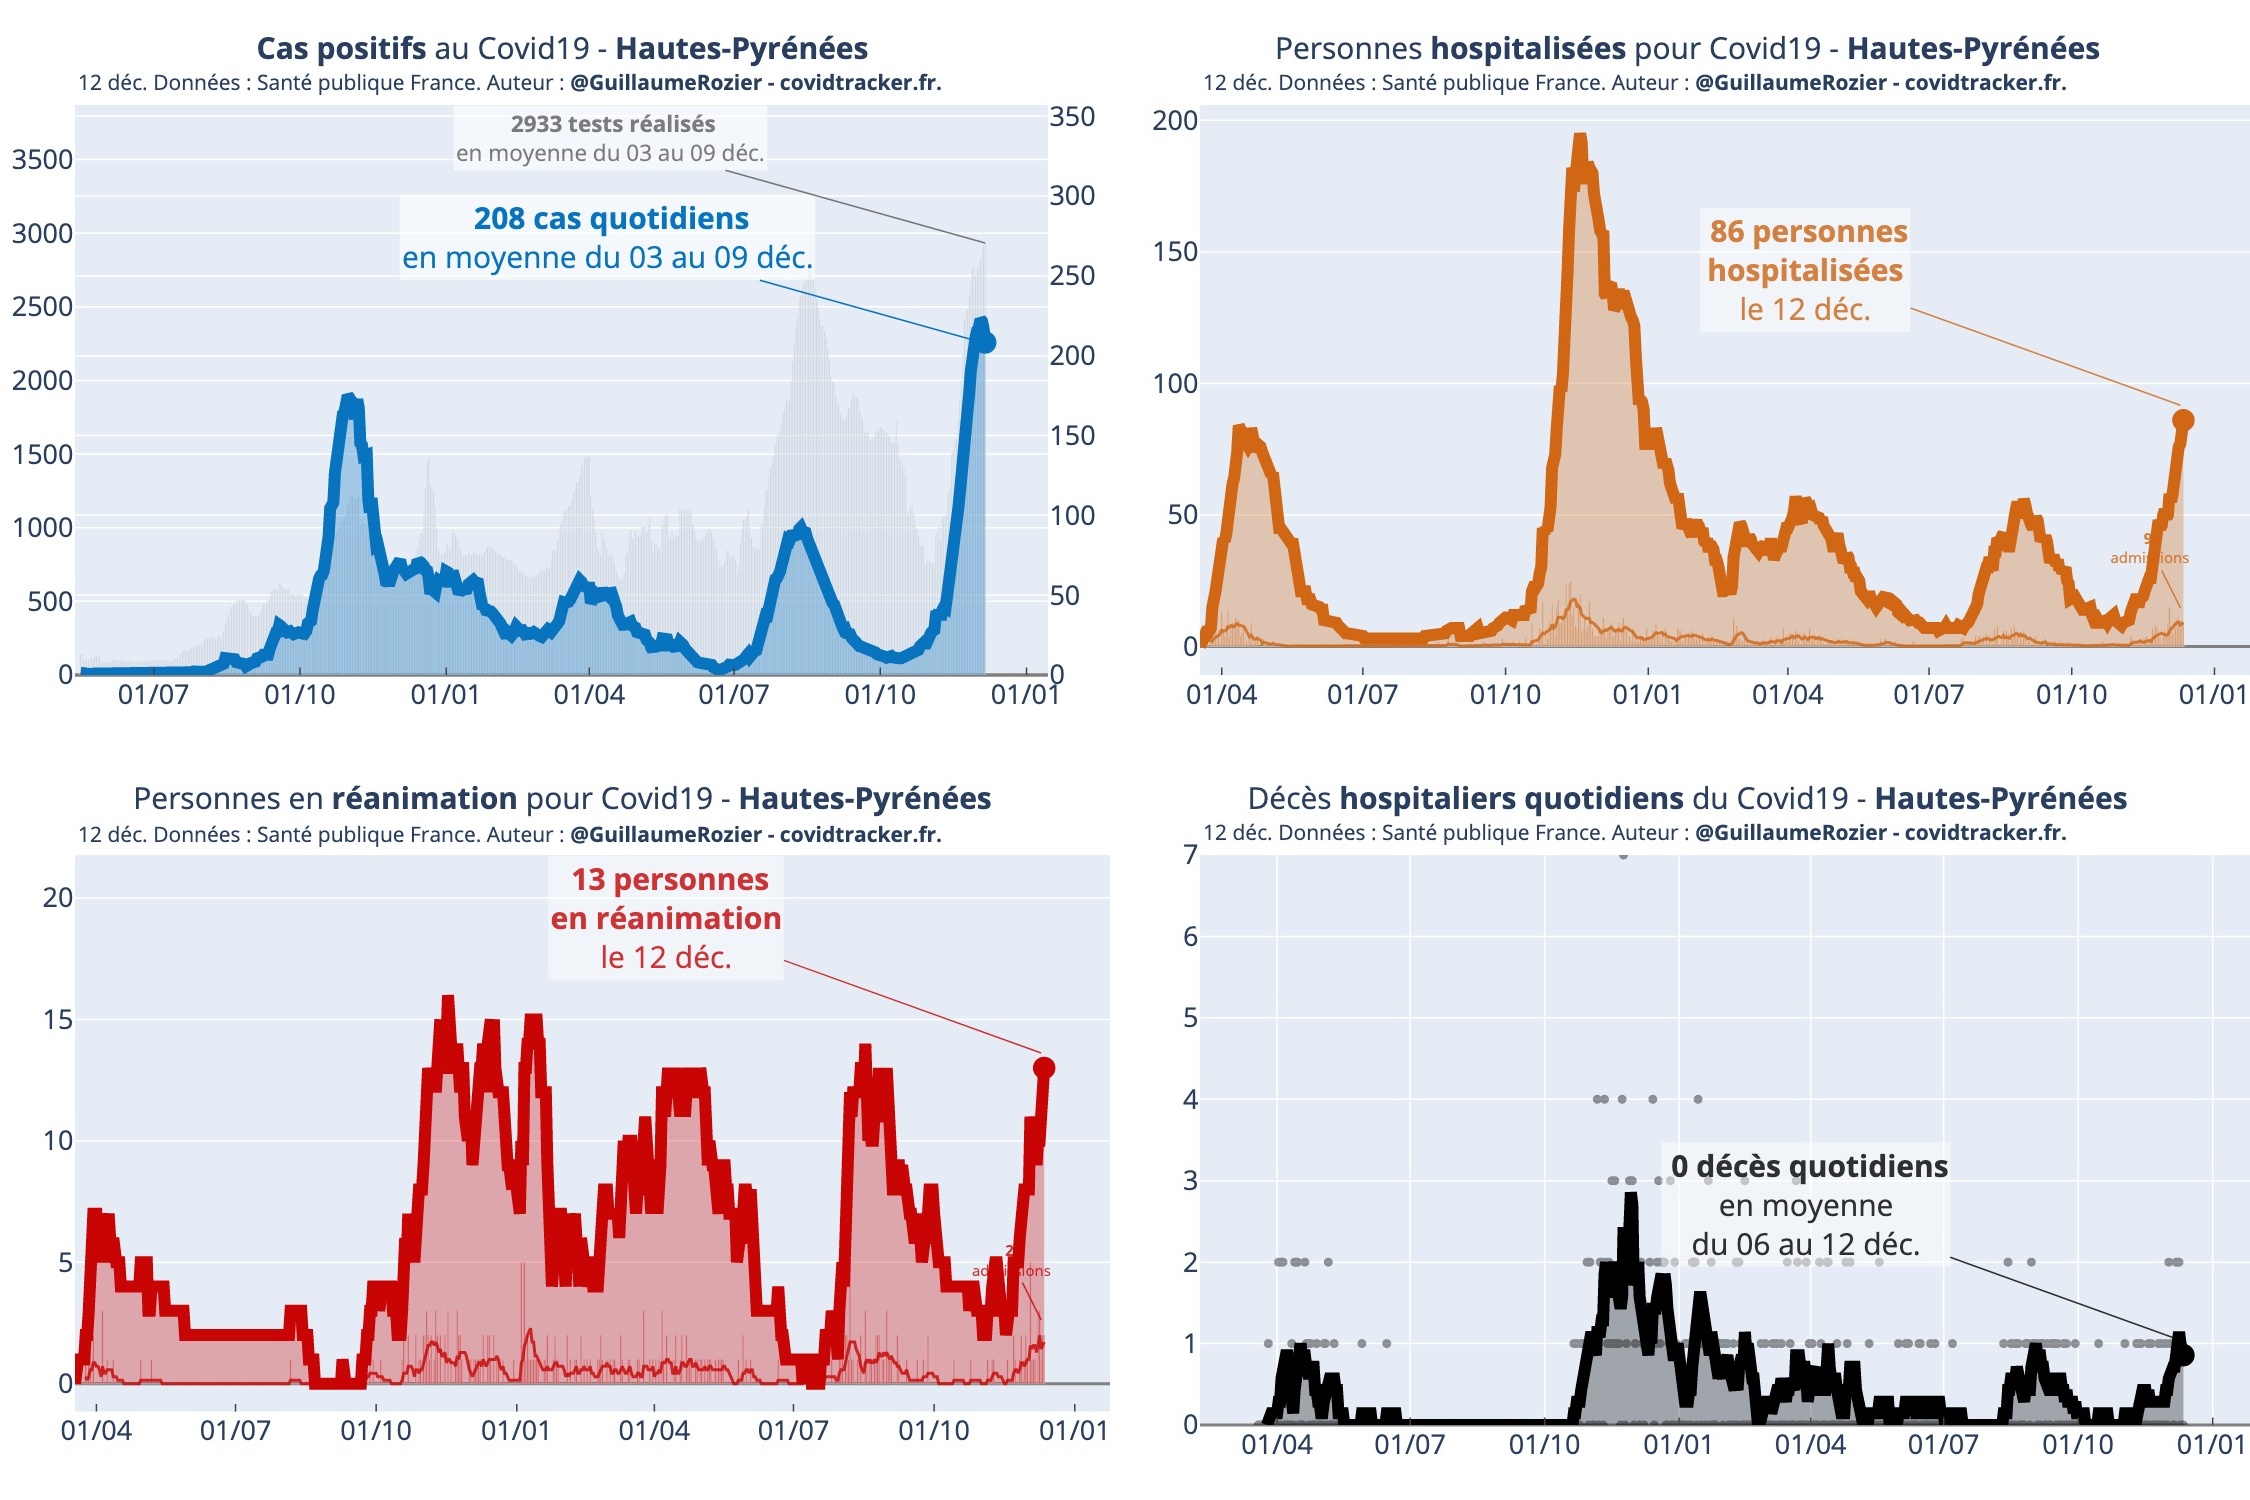 Cas positifs au Covid19 - Hautes-Pyrénées
12 déc. Données : Santé publique France. Auteur : @GuillaumeRozier - covidtracker.fr.
2933 tests réalisés
en moyenne du 03 au 09 déc.
208 cas quotidiens
en moyenne du 03 au 09 déc.
3500
3000
2500
2000
1500
1000
500
0
350
300
250
200
150
100
50
0
01/07 01/10 01/01 01/04 01/07 01/10 01/01
Personnes hospitalisées pour Covid19 - Hautes-Pyrénées
12 déc. Données : Santé publique France. Auteur : @GuillaumeRozier - covidtracker.fr.
86 personnes
hospitalisées
le 12 déc.
200
150
100
50
0
9
admissions
01/04 01/07 01/10 01/01 01/04 01/07 01/10 01/01
Personnes en réanimation pour Covid19 - Hautes-Pyrénées
12 déc. Données : Santé publique France. Auteur : @GuillaumeRozier - covidtracker.fr.
13 personnes
en réanimation
le 12 déc.
20
15
10
5
0
2
admissions
01/04 01/07 01/10 01/01 01/04 01/07 01/10 01/01
Décès hospitaliers quotidiens du Covid19 - Hautes-Pyrénées
12 déc. Données : Santé publique France. Auteur : @GuillaumeRozier - covidtracker.fr.
7
6
5
4
3
2
1
0
0 décès quotidiens
en moyenne
du 06 au 12 déc.
01/04 01/07 01/10 01/01 01/04 01/07 01/10 01/01